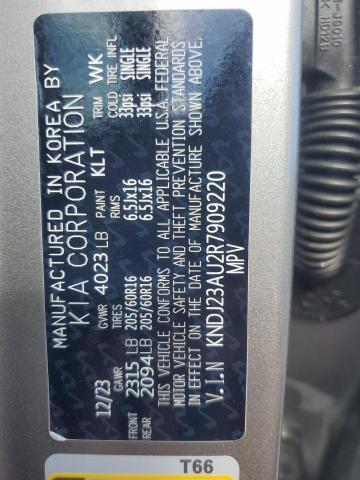 MANUFACTURED IN KOREA BY
KIA CORPORATION
12/23 GVWR 4023 LB PAINT KLT TRIM WK
GAWR TIRES RIMS COLD TIRE INFL
FRONT 2315 LB 205/60R16 6.5Jx16 33psi SINGLE
REAR 2094 LB 205/60R16 6.5Jx16 33psi SINGLE
THIS VEHICLE CONFORMS TO ALL APPLICABLE U.S.A. FEDERAL
MOTOR VEHICLE SAFETY AND THEFT PREVENTION STANDARDS
IN EFFECT ON THE DATE OF MANUFACTURE SHOWN ABOVE.
V.I.N KNDJ23AU2R7909220
MPV
T66